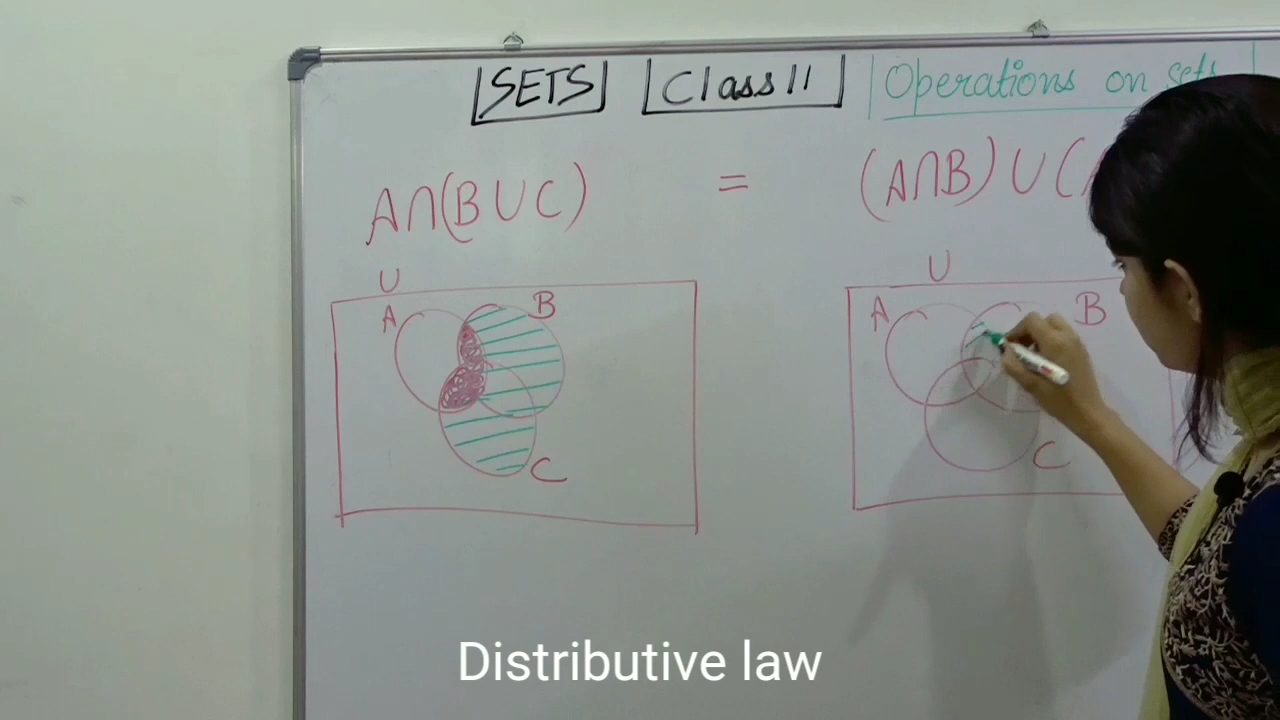 SETS Class 11 Operations on sets
A∩(B∪C) = (A∩B)∪(
U
A B
C
U
A B
C
Distributive law